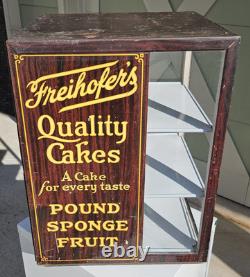 Freihofer's
Quality
Cakes
A Cake
for every taste
POUND
SPONGE
FRUIT